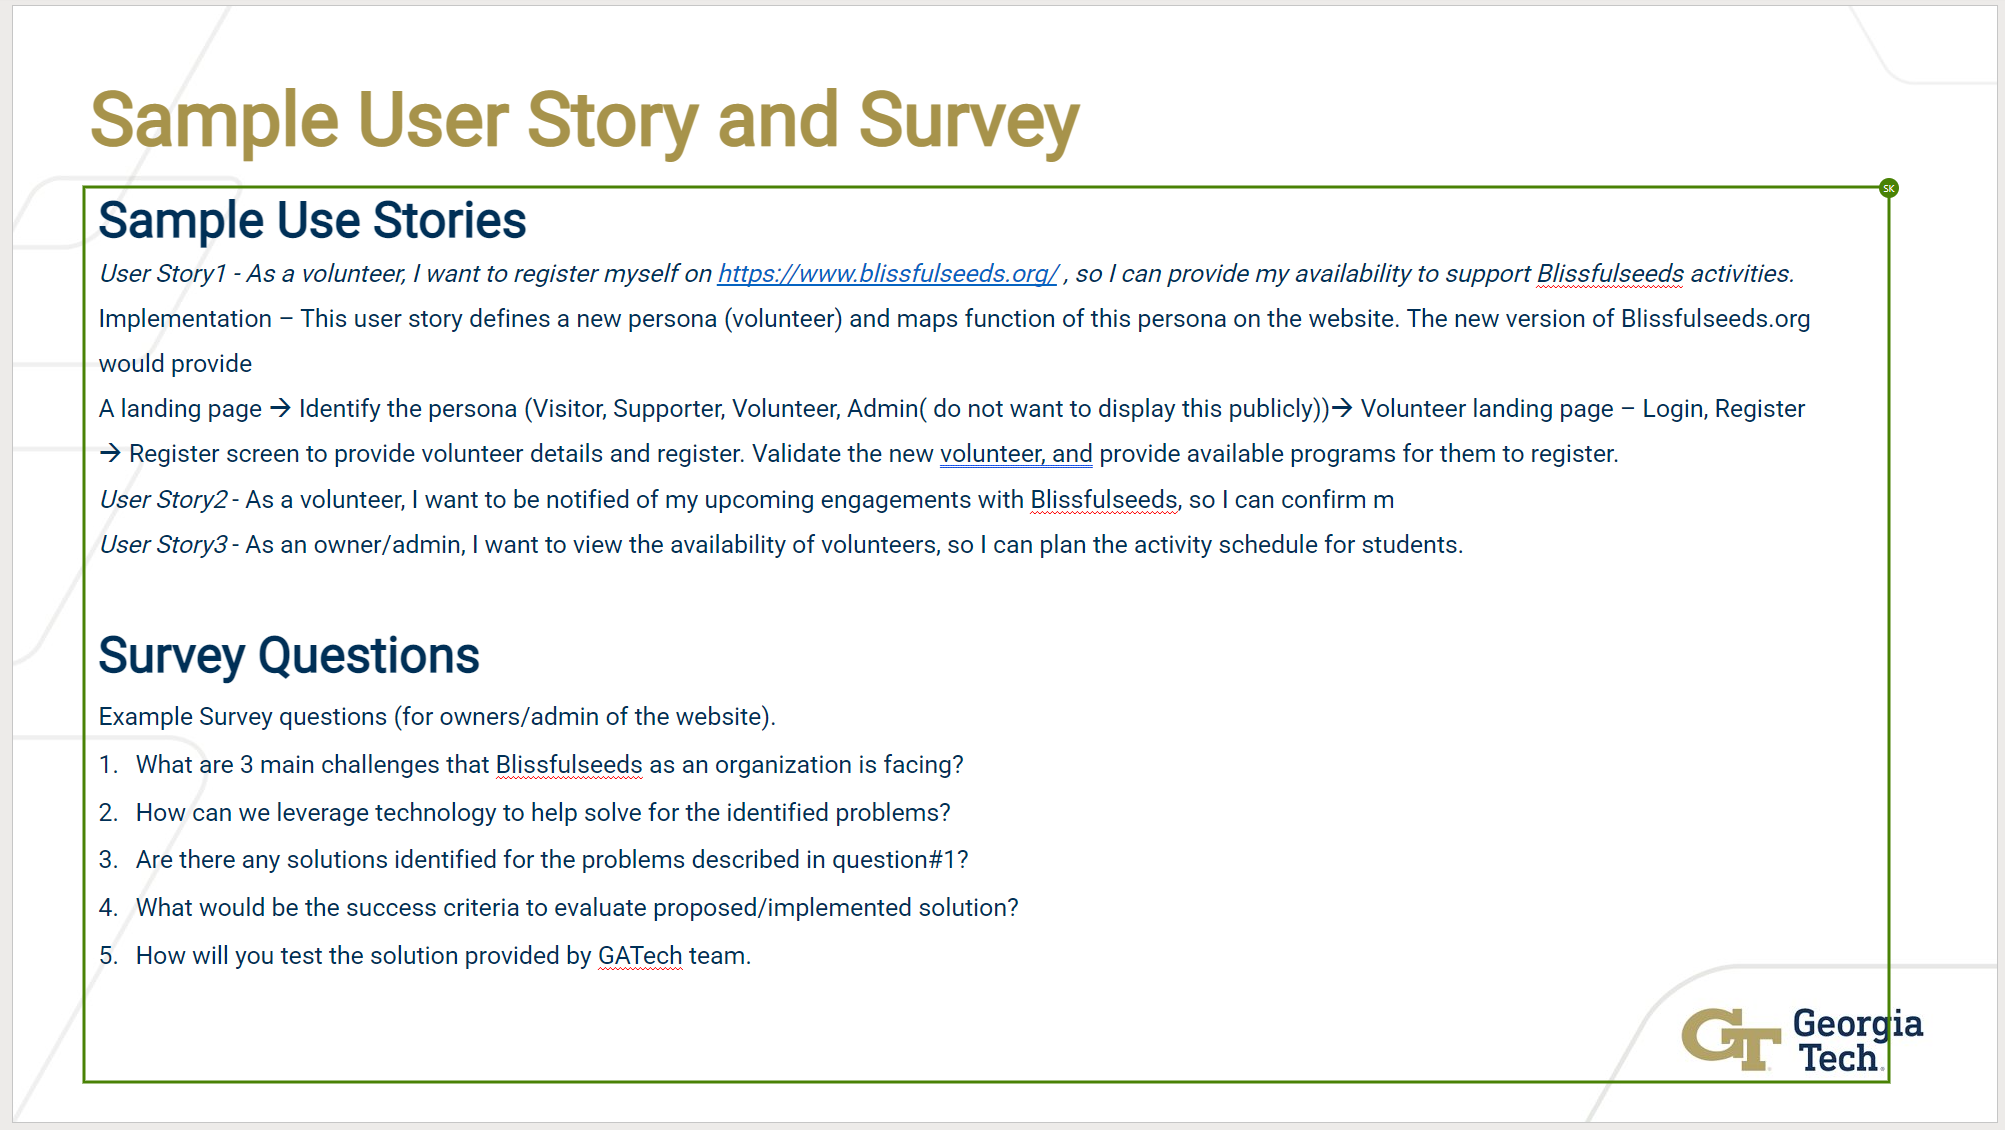 Sample User Story and Survey
SK
Sample Use Stories
User Story1 - As a volunteer, I want to register myself on https://www.blissfulseeds.org/ , so I can provide my availability to support Blissfulseeds activities.
Implementation – This user story defines a new persona (volunteer) and maps function of this persona on the website. The new version of Blissfulseeds.org
would provide
A landing page → Identify the persona (Visitor, Supporter, Volunteer, Admin( do not want to display this publicly))→ Volunteer landing page – Login, Register
→ Register screen to provide volunteer details and register. Validate the new volunteer, and provide available programs for them to register.
User Story2 - As a volunteer, I want to be notified of my upcoming engagements with Blissfulseeds, so I can confirm m
User Story3 - As an owner/admin, I want to view the availability of volunteers, so I can plan the activity schedule for students.
Survey Questions
Example Survey questions (for owners/admin of the website).
1. What are 3 main challenges that Blissfulseeds as an organization is facing?
2. How can we leverage technology to help solve for the identified problems?
3. Are there any solutions identified for the problems described in question#1?
4. What would be the success criteria to evaluate proposed/implemented solution?
5. How will you test the solution provided by GATech team.
GT Georgia
Tech